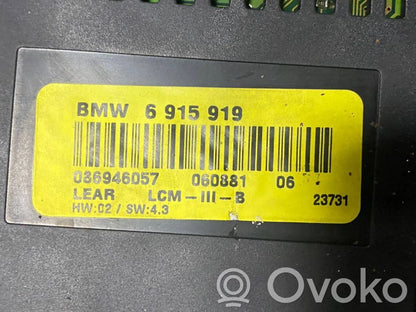 BMW 6 915 919
036946057 060881 06
LEAR LCM-III-B 23731
HW:02 / SW:4.3
Ovoko